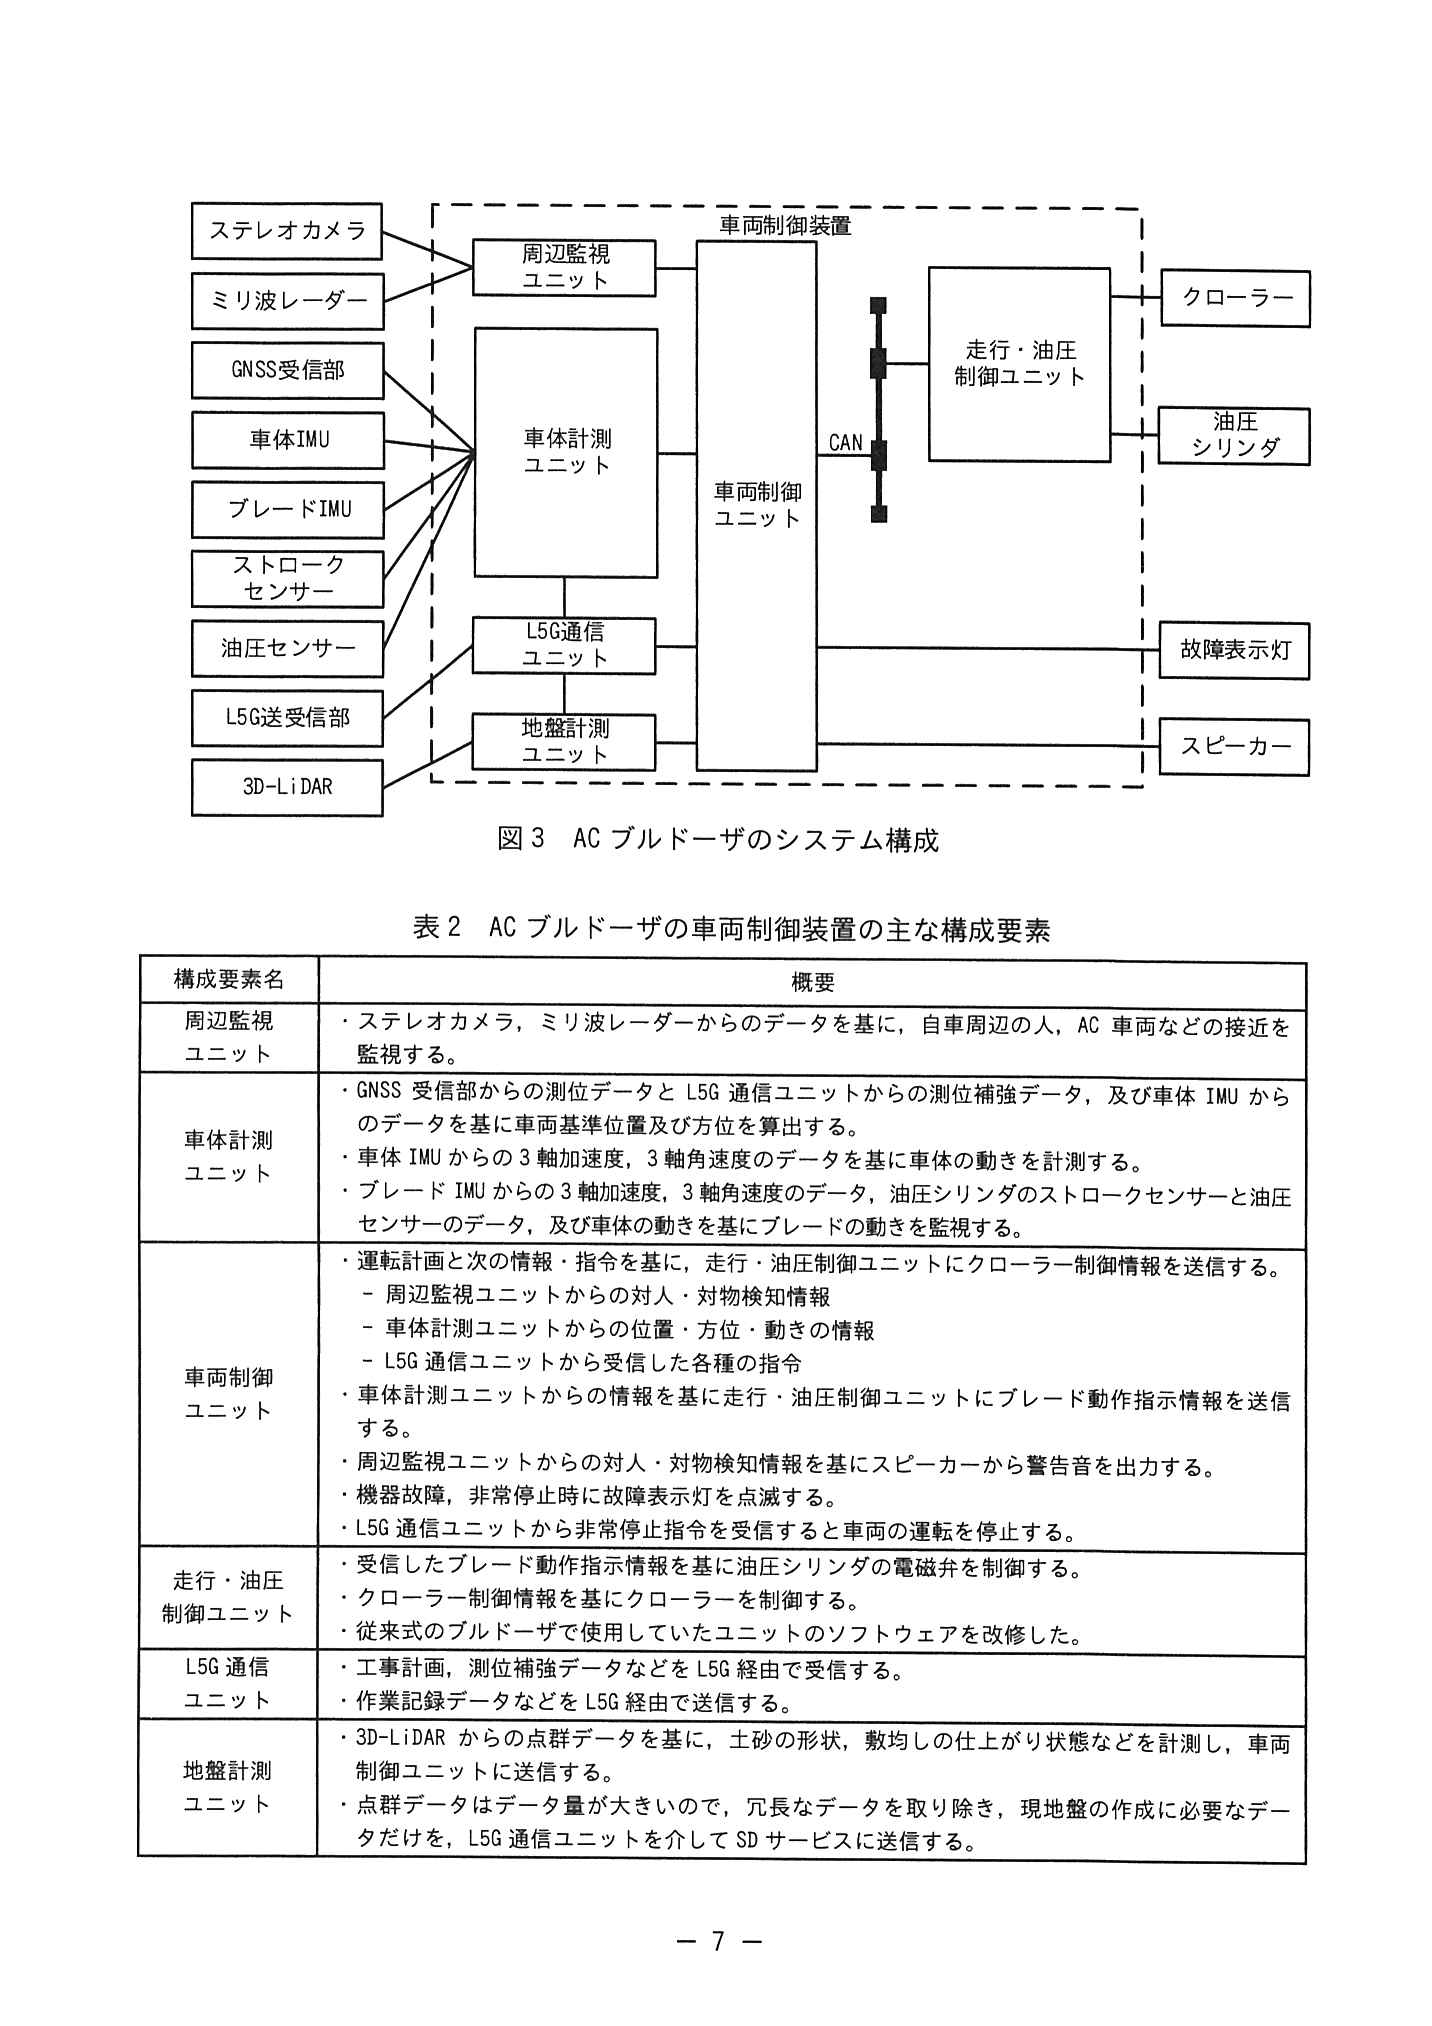 ステレオカメラ
ミリ波レーダー
GNSS受信部
車体IMU
ブレードIMU
ストローク
センサー
油圧センサー
L5G送受信部
3D-LiDAR
車両制御装置
周辺監視
ユニット
車体計測
ユニット
L5G通信
ユニット
地盤計測
ユニット
車両制御
ユニット
CAN
走行・油圧
制御ユニット
クローラー
油圧
シリンダ
故障表示灯
スピーカー
図3 AC ブルドーザのシステム構成
表2 AC ブルドーザの車両制御装置の主な構成要素
構成要素名
概要
周辺監視
ユニット
・ステレオカメラ，ミリ波レーダーからのデータを基に，自車周辺の人，AC 車両などの接近を
監視する。
車体計測
ユニット
・GNSS 受信部からの測位データと L5G 通信ユニットからの測位補強データ，及び車体 IMU から
のデータを基に車両基準位置及び方位を算出する。
・車体 IMU からの 3 軸加速度，3 軸角速度のデータを基に車体の動きを計測する。
・ブレード IMU からの 3 軸加速度，3 軸角速度のデータ，油圧シリンダのストロークセンサーと油圧
センサーのデータ，及び車体の動きを基にブレードの動きを監視する。
車両制御
ユニット
・運転計画と次の情報・指令を基に，走行・油圧制御ユニットにクローラー制御情報を送信する。
- 周辺監視ユニットからの対人・対物検知情報
- 車体計測ユニットからの位置・方位・動きの情報
- L5G 通信ユニットから受信した各種の指令
・車体計測ユニットからの情報を基に走行・油圧制御ユニットにブレード動作指示情報を送信
する。
・周辺監視ユニットからの対人・対物検知情報を基にスピーカーから警告音を出力する。
・機器故障，非常停止時に故障表示灯を点滅する。
・L5G 通信ユニットから非常停止指令を受信すると車両の運転を停止する。
走行・油圧
制御ユニット
・受信したブレード動作指示情報を基に油圧シリンダの電磁弁を制御する。
・クローラー制御情報を基にクローラーを制御する。
・従来式のブルドーザで使用していたユニットのソフトウェアを改修した。
L5G 通信
ユニット
・工事計画，測位補強データなどを L5G 経由で受信する。
・作業記録データなどを L5G 経由で送信する。
地盤計測
ユニット
・3D-LiDAR からの点群データを基に，土砂の形状，敷均しの仕上がり状態などを計測し，車両
制御ユニットに送信する。
・点群データはデータ量が大きいので，冗長なデータを取り除き，現地盤の作成に必要なデー
タだけを，L5G 通信ユニットを介して SD サービスに送信する。
－ 7 －